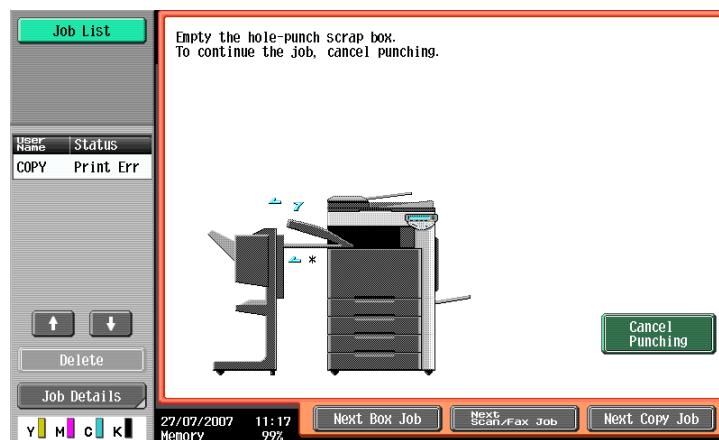 Job List
Empty the hole-punch scrap box.
To continue the job, cancel punching.
User Name Status
COPY Print Err
*
Cancel
Punching
Delete
Job Details
Y M C K
27/07/2007 11:17
Memory 99%
Next Box Job
Next
Scan/Fax Job
Next Copy Job